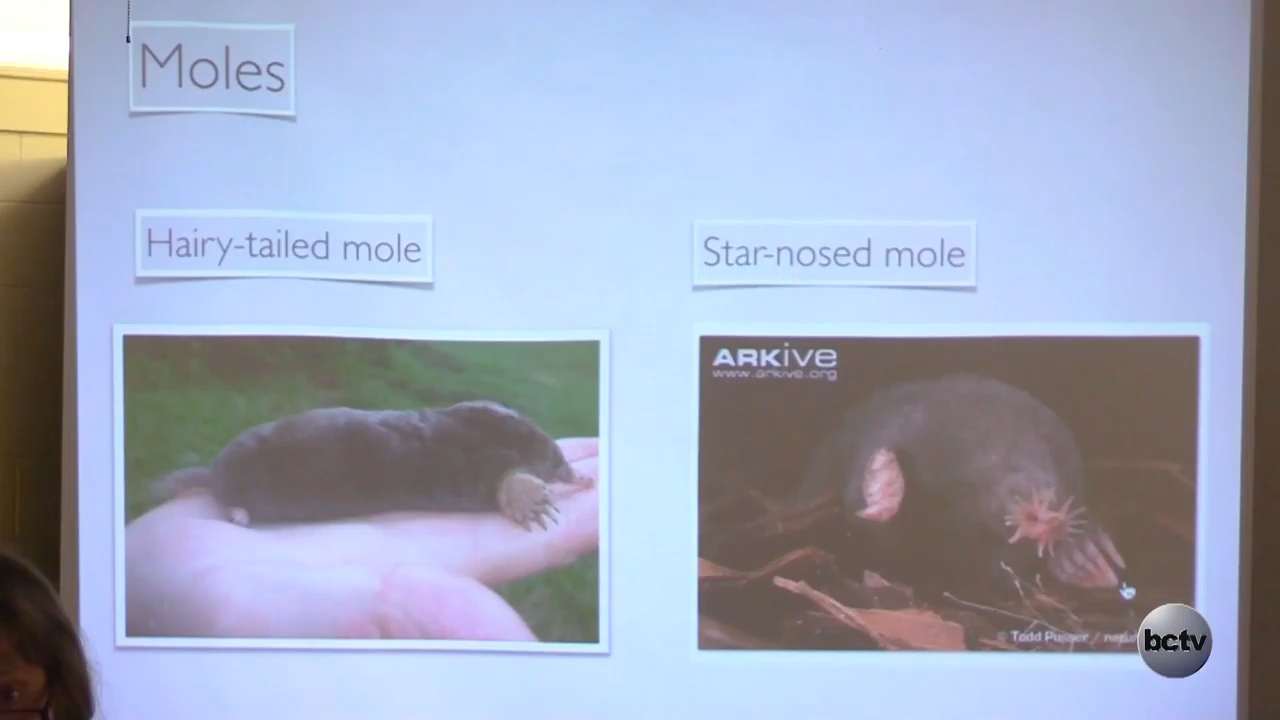 Moles
Hairy-tailed mole
Star-nosed mole
ARKive
www.arkive.org
© Todd Pusser /
bctv